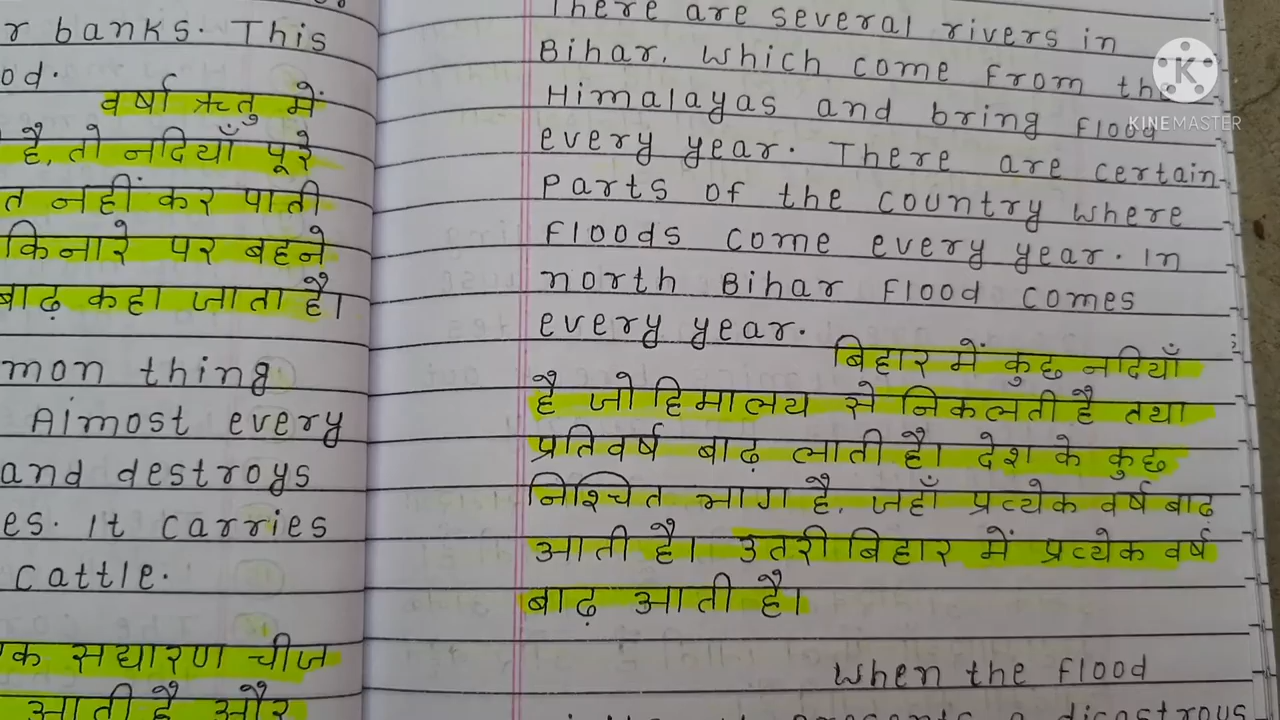 r banks. This
od.
वर्षा ऋतु में
है, तो नदियाँ पूरे
त नहीं कर पाती
किनारे पर बहने
बाढ़ कहा जाता है।
mon thing
Almost every
and destroys
es. It carries
cattle.
क सधारण चीज
आती है और
There are several rivers in
Bihar, which come from the
Himalayas and bring flood
every year. There are certain
parts of the country where
floods come every year. In
north Bihar flood comes
every year.
बिहार में कुछ नदियाँ
है जो हिमालय से निकलती है तथा
प्रतिवर्ष बाढ़ लाती है। देश के कुछ
निश्चित भाग है, जहाँ प्रत्येक वर्ष बाढ़
आती है। उतरी बिहार में प्रत्येक वर्ष
बाढ़ आती है।
When the flood
a disastrous
KINEMASTER